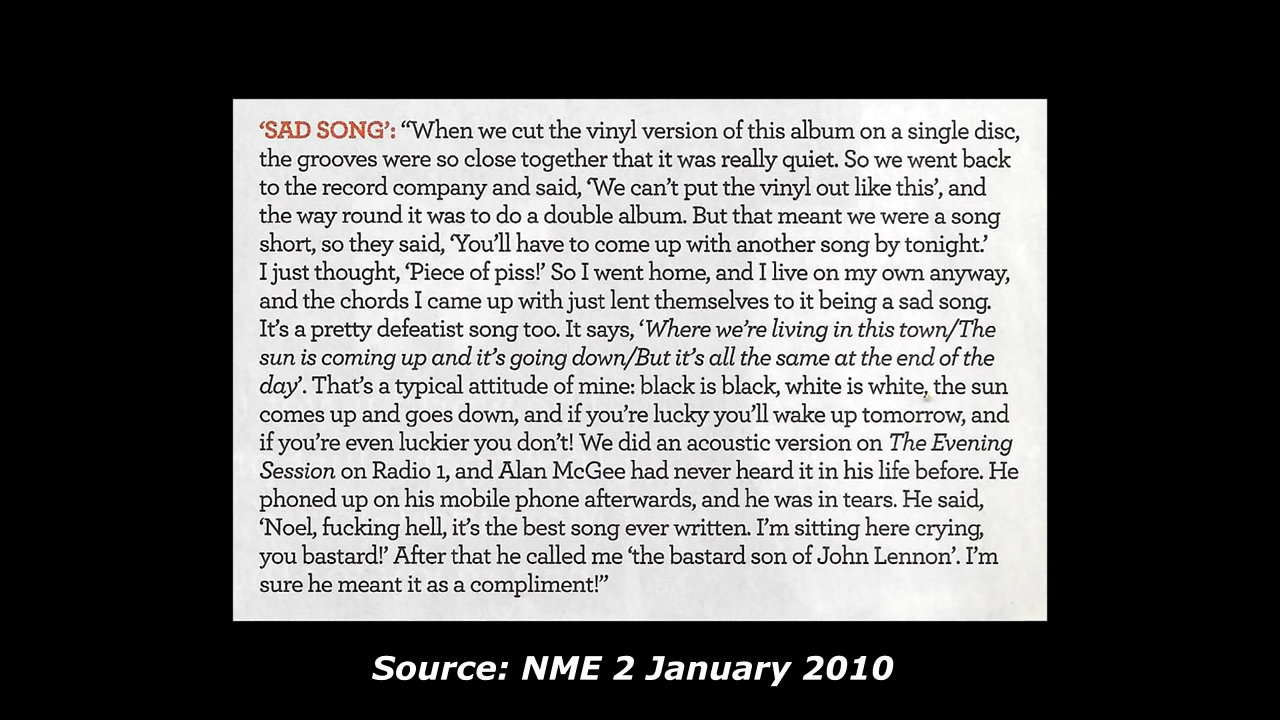 ‘SAD SONG’: “When we cut the vinyl version of this album on a single disc,
the grooves were so close together that it was really quiet. So we went back
to the record company and said, ‘We can’t put the vinyl out like this’, and
the way round it was to do a double album. But that meant we were a song
short, so they said, ‘You’ll have to come up with another song by tonight.’
I just thought, ‘Piece of piss!’ So I went home, and I live on my own anyway,
and the chords I came up with just lent themselves to it being a sad song.
It’s a pretty defeatist song too. It says, ‘Where we’re living in this town/The
sun is coming up and it’s going down/But it’s all the same at the end of the
day’. That’s a typical attitude of mine: black is black, white is white, the sun
comes up and goes down, and if you’re lucky you’ll wake up tomorrow, and
if you’re even luckier you don’t! We did an acoustic version on The Evening
Session on Radio 1, and Alan McGee had never heard it in his life before. He
phoned up on his mobile phone afterwards, and he was in tears. He said,
‘Noel, fucking hell, it’s the best song ever written. I’m sitting here crying,
you bastard!’ After that he called me ‘the bastard son of John Lennon’. I’m
sure he meant it as a compliment!”
Source: NME 2 January 2010